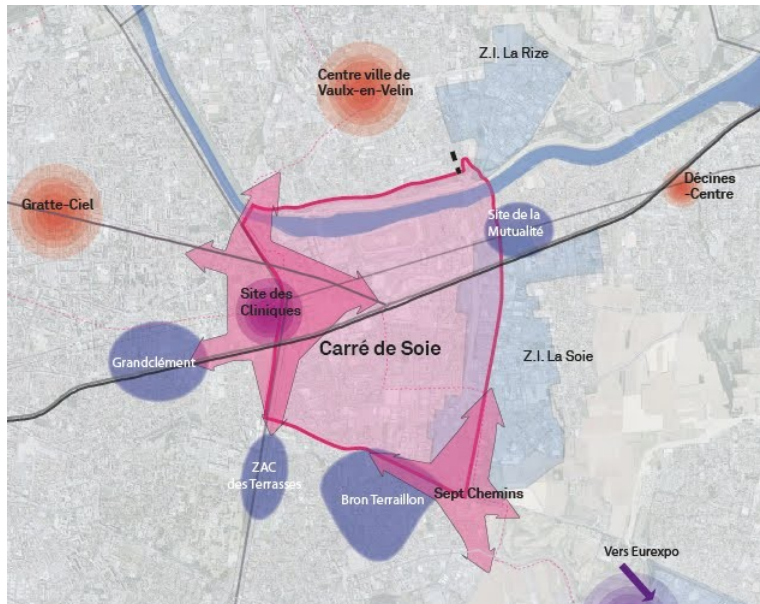 Z.I. La Rize
Centre ville de
Vaulx-en-Velin
Décines
-Centre
Gratte-Ciel
Site de la
Mutualité
Site des
Cliniques
Carré de Soie
Z.I. La Soie
Grandclément
ZAC
des Terrasses
Bron Terraillon
Sept Chemins
Vers Eurexpo